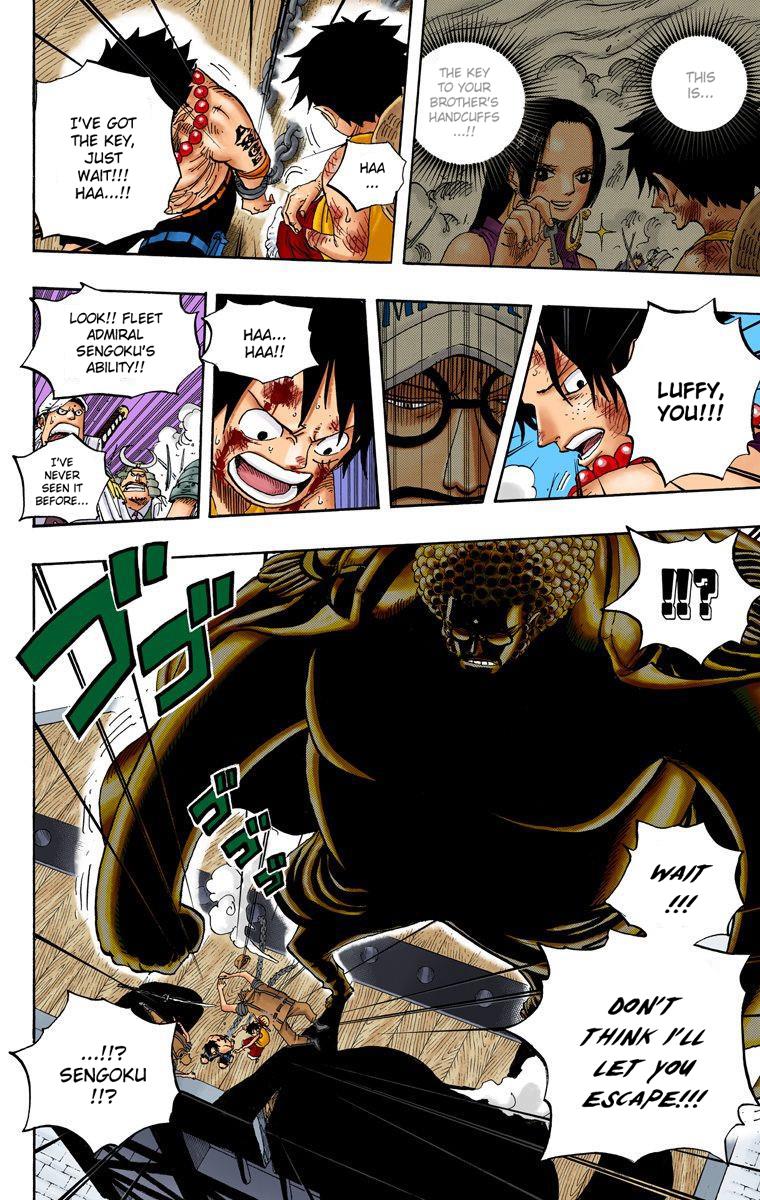 THIS
IS...
THE KEY
TO YOUR
BROTHER'S
HANDCUFFS
...!!
HAA
...
I'VE GOT
THE KEY,
JUST
WAIT!!!
HAA...!!
LUFFY,
YOU!!!
HAA...
HAA!!
LOOK!! FLEET
ADMIRAL
SENGOKU'S
ABILITY!!
I'VE
NEVER
SEEN IT
BEFORE...
!!?
ゴゴ
ゴゴゴ
WAIT
!!!
DON'T
THINK I'LL
LET YOU
ESCAPE!!!
...!!?
SENGOKU
!!?